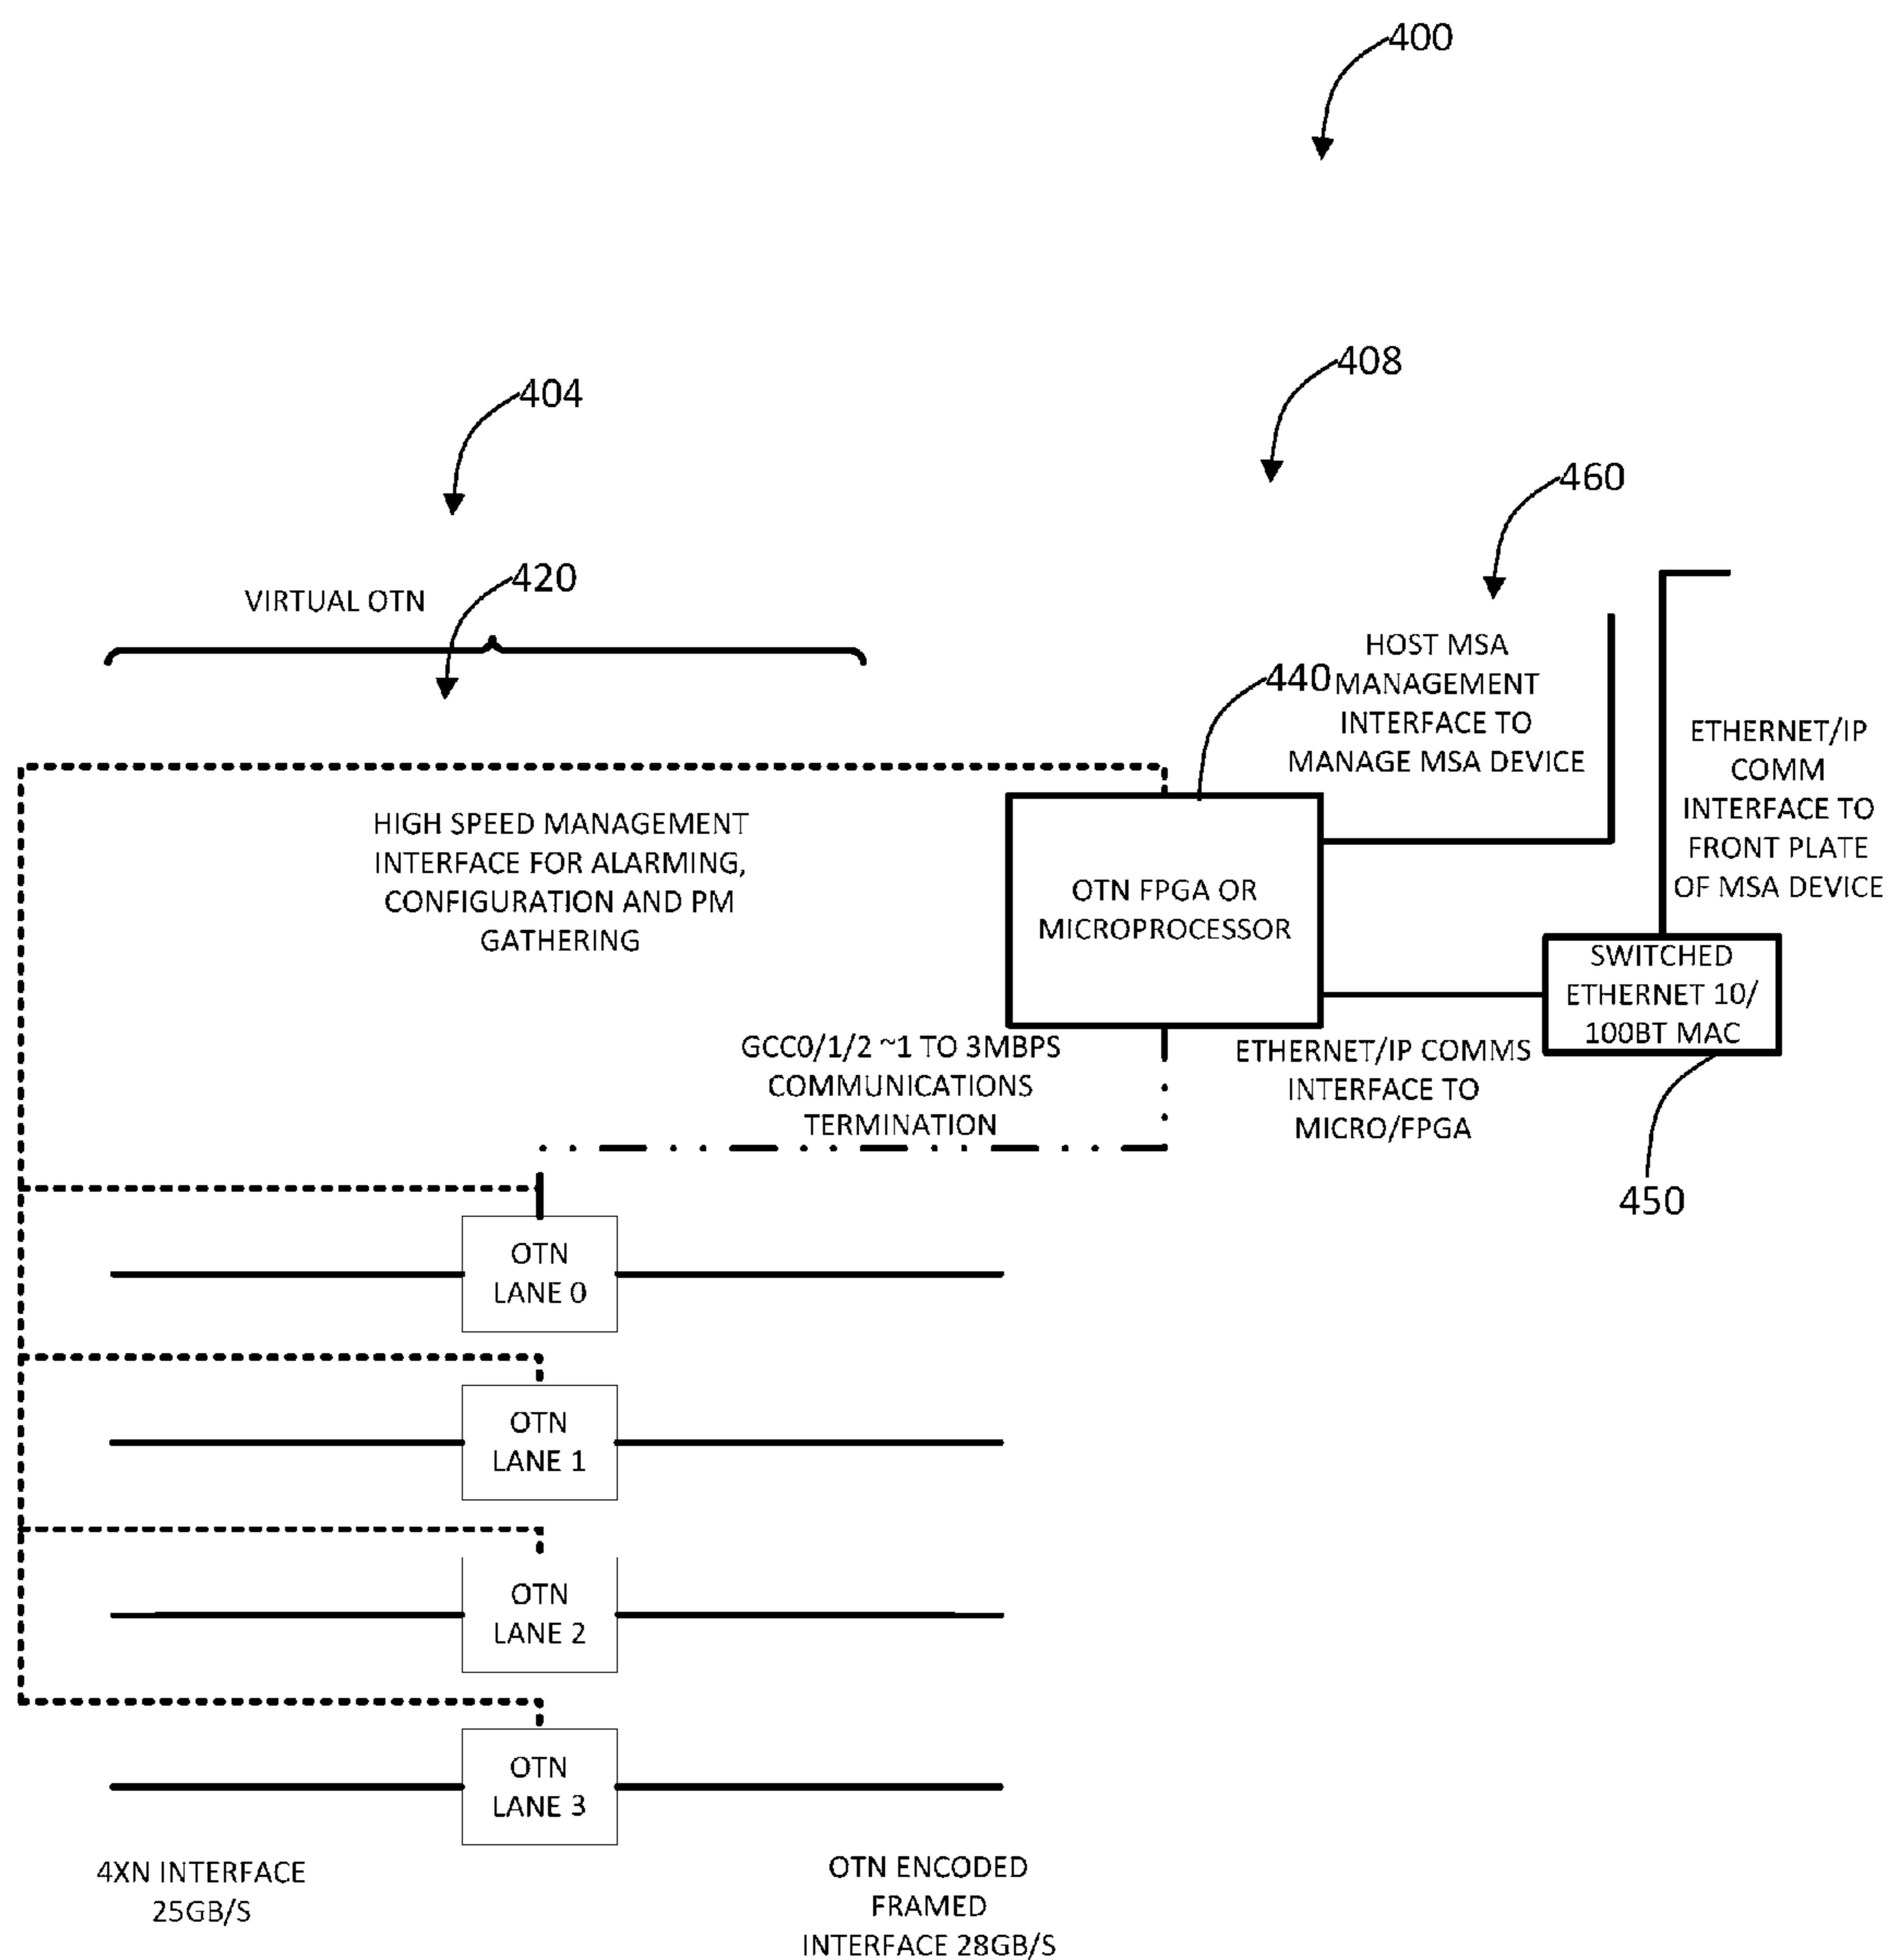 400
408
404
460
420
VIRTUAL OTN
HOST MSA
MANAGEMENT
INTERFACE TO
MANAGE MSA DEVICE
440
ETHERNET/IP
COMM
INTERFACE TO
FRONT PLATE
OF MSA DEVICE
HIGH SPEED MANAGEMENT
INTERFACE FOR ALARMING,
CONFIGURATION AND PM
GATHERING
OTN FPGA OR
MICROPROCESSOR
SWITCHED
ETHERNET 10/
100BT MAC
GCC0/1/2 ~1 TO 3MBPS
COMMUNICATIONS
TERMINATION
ETHERNET/IP COMMS
INTERFACE TO
MICRO/FPGA
450
OTN
LANE 0
OTN
LANE 1
OTN
LANE 2
OTN
LANE 3
4XN INTERFACE
25GB/S
OTN ENCODED
FRAMED
INTERFACE 28GB/S